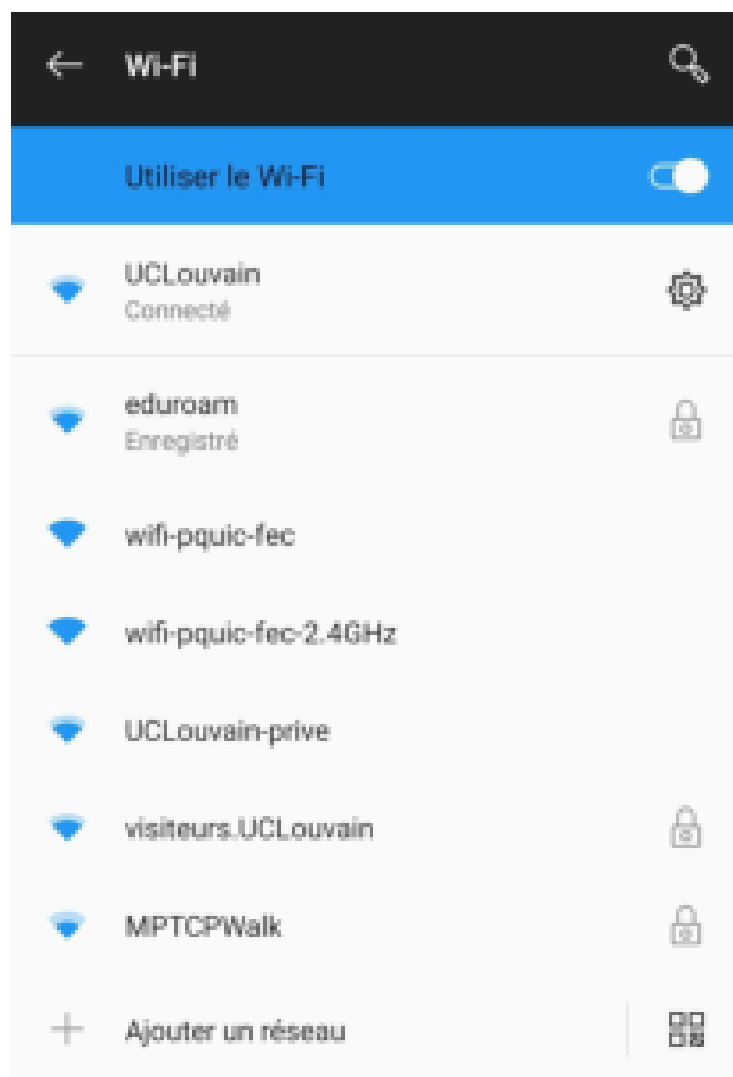 Wi-Fi
Utiliser le Wi-Fi
UCLouvain
Connecté
eduroam
Enregistré
wifi-pquic-fec
wifi-pquic-fec-2.4GHz
UCLouvain-prive
visiteurs.UCLouvain
MPTCPWalk
Ajouter un réseau